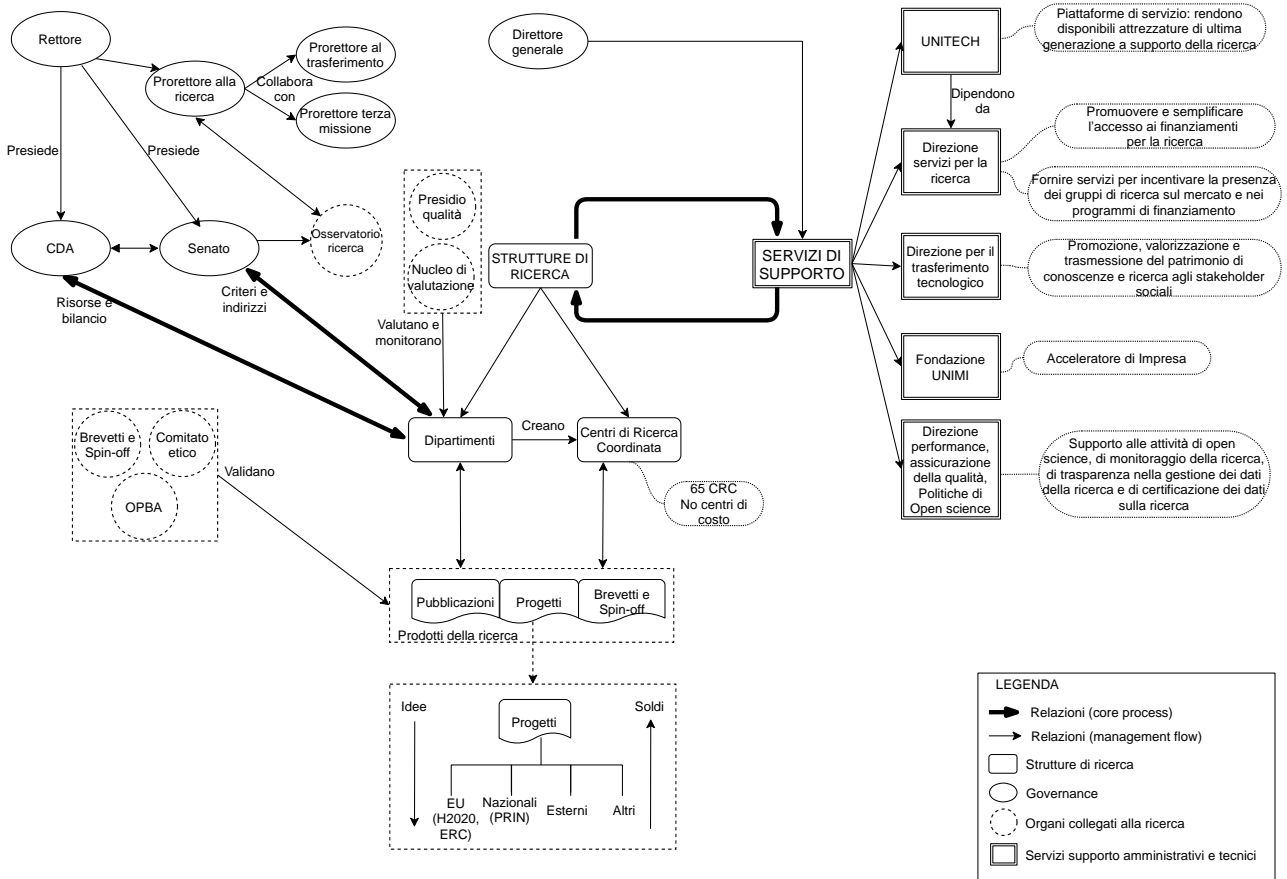 Rettore
Prorettore alla
ricerca
Prorettore al
trasferimento
Collabora
con
Prorettore terza
missione
Presiede
Presiede
CDA
Senato
Osservatorio
ricerca
Risorse e
bilancio
Criteri e
indirizzi
Direttore
generale
Presidio
qualità
Nucleo di
valutazione
Valutano e
monitorano
STRUTTURE DI
RICERCA
SERVIZI DI
SUPPORTO
UNITECH
Piattaforme di servizio: rendono
disponibili attrezzature di ultima
generazione a supporto della ricerca
Dipendono
da
Direzione
servizi per la
ricerca
Promuovere e semplificare
l'accesso ai finanziamenti
per la ricerca
Fornire servizi per incentivare la presenza
dei gruppi di ricerca sul mercato e nei
programmi di finanziamento
Direzione per il
trasferimento
tecnologico
Promozione, valorizzazione e
trasmissione del patrimonio di
conoscenze e ricerca agli stakeholder
sociali
Fondazione
UNIMI
Acceleratore di Impresa
Direzione
performance,
assicurazione
della qualità,
Politiche di
Open science
Supporto alle attività di open
science, di monitoraggio della ricerca,
di trasparenza nella gestione dei dati
della ricerca e di certificazione dei dati
sulla ricerca
Brevetti e
Spin-off
Comitato
etico
OPBA
Validano
Dipartimenti
Creano
Centri di Ricerca
Coordinata
65 CRC
No centri di
costo
Pubblicazioni
Progetti
Brevetti e
Spin-off
Prodotti della ricerca
Idee
Progetti
Soldi
EU
(H2020,
ERC)
Nazionali
(PRIN)
Esterni
Altri
LEGENDA
Relazioni (core process)
Relazioni (management flow)
Strutture di ricerca
Governance
Organi collegati alla ricerca
Servizi supporto amministrativi e tecnici